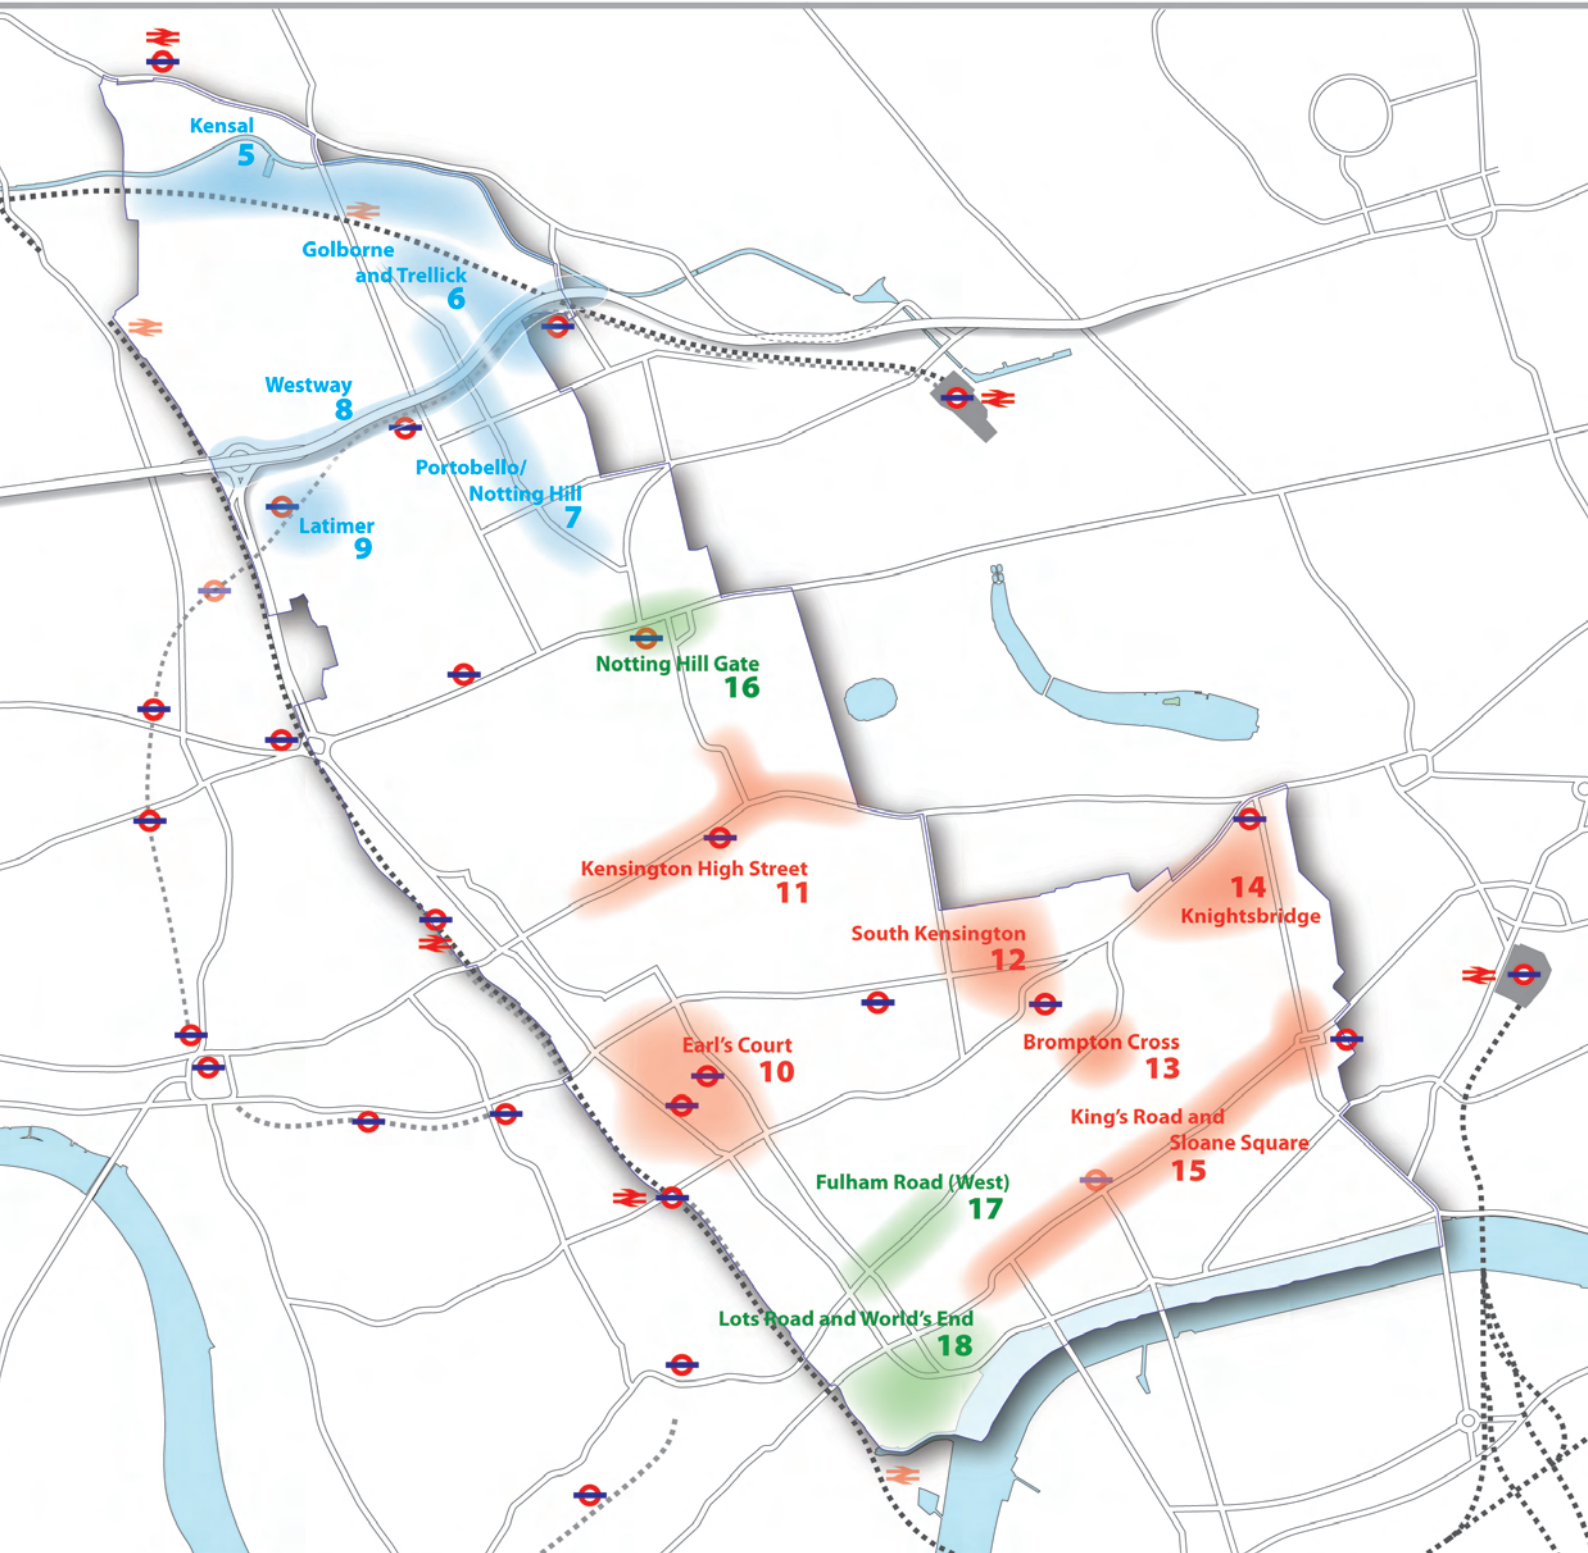 Kensal
5
Golborne
and Trellick
6
Westway
8
Portobello/
Notting Hill
7
Latimer
9
Notting Hill Gate
16
Kensington High Street
11
14
Knightsbridge
South Kensington
12
Earl's Court
10
Brompton Cross
13
King's Road and
Sloane Square
15
Fulham Road (West)
17
Lots Road and World's End
18